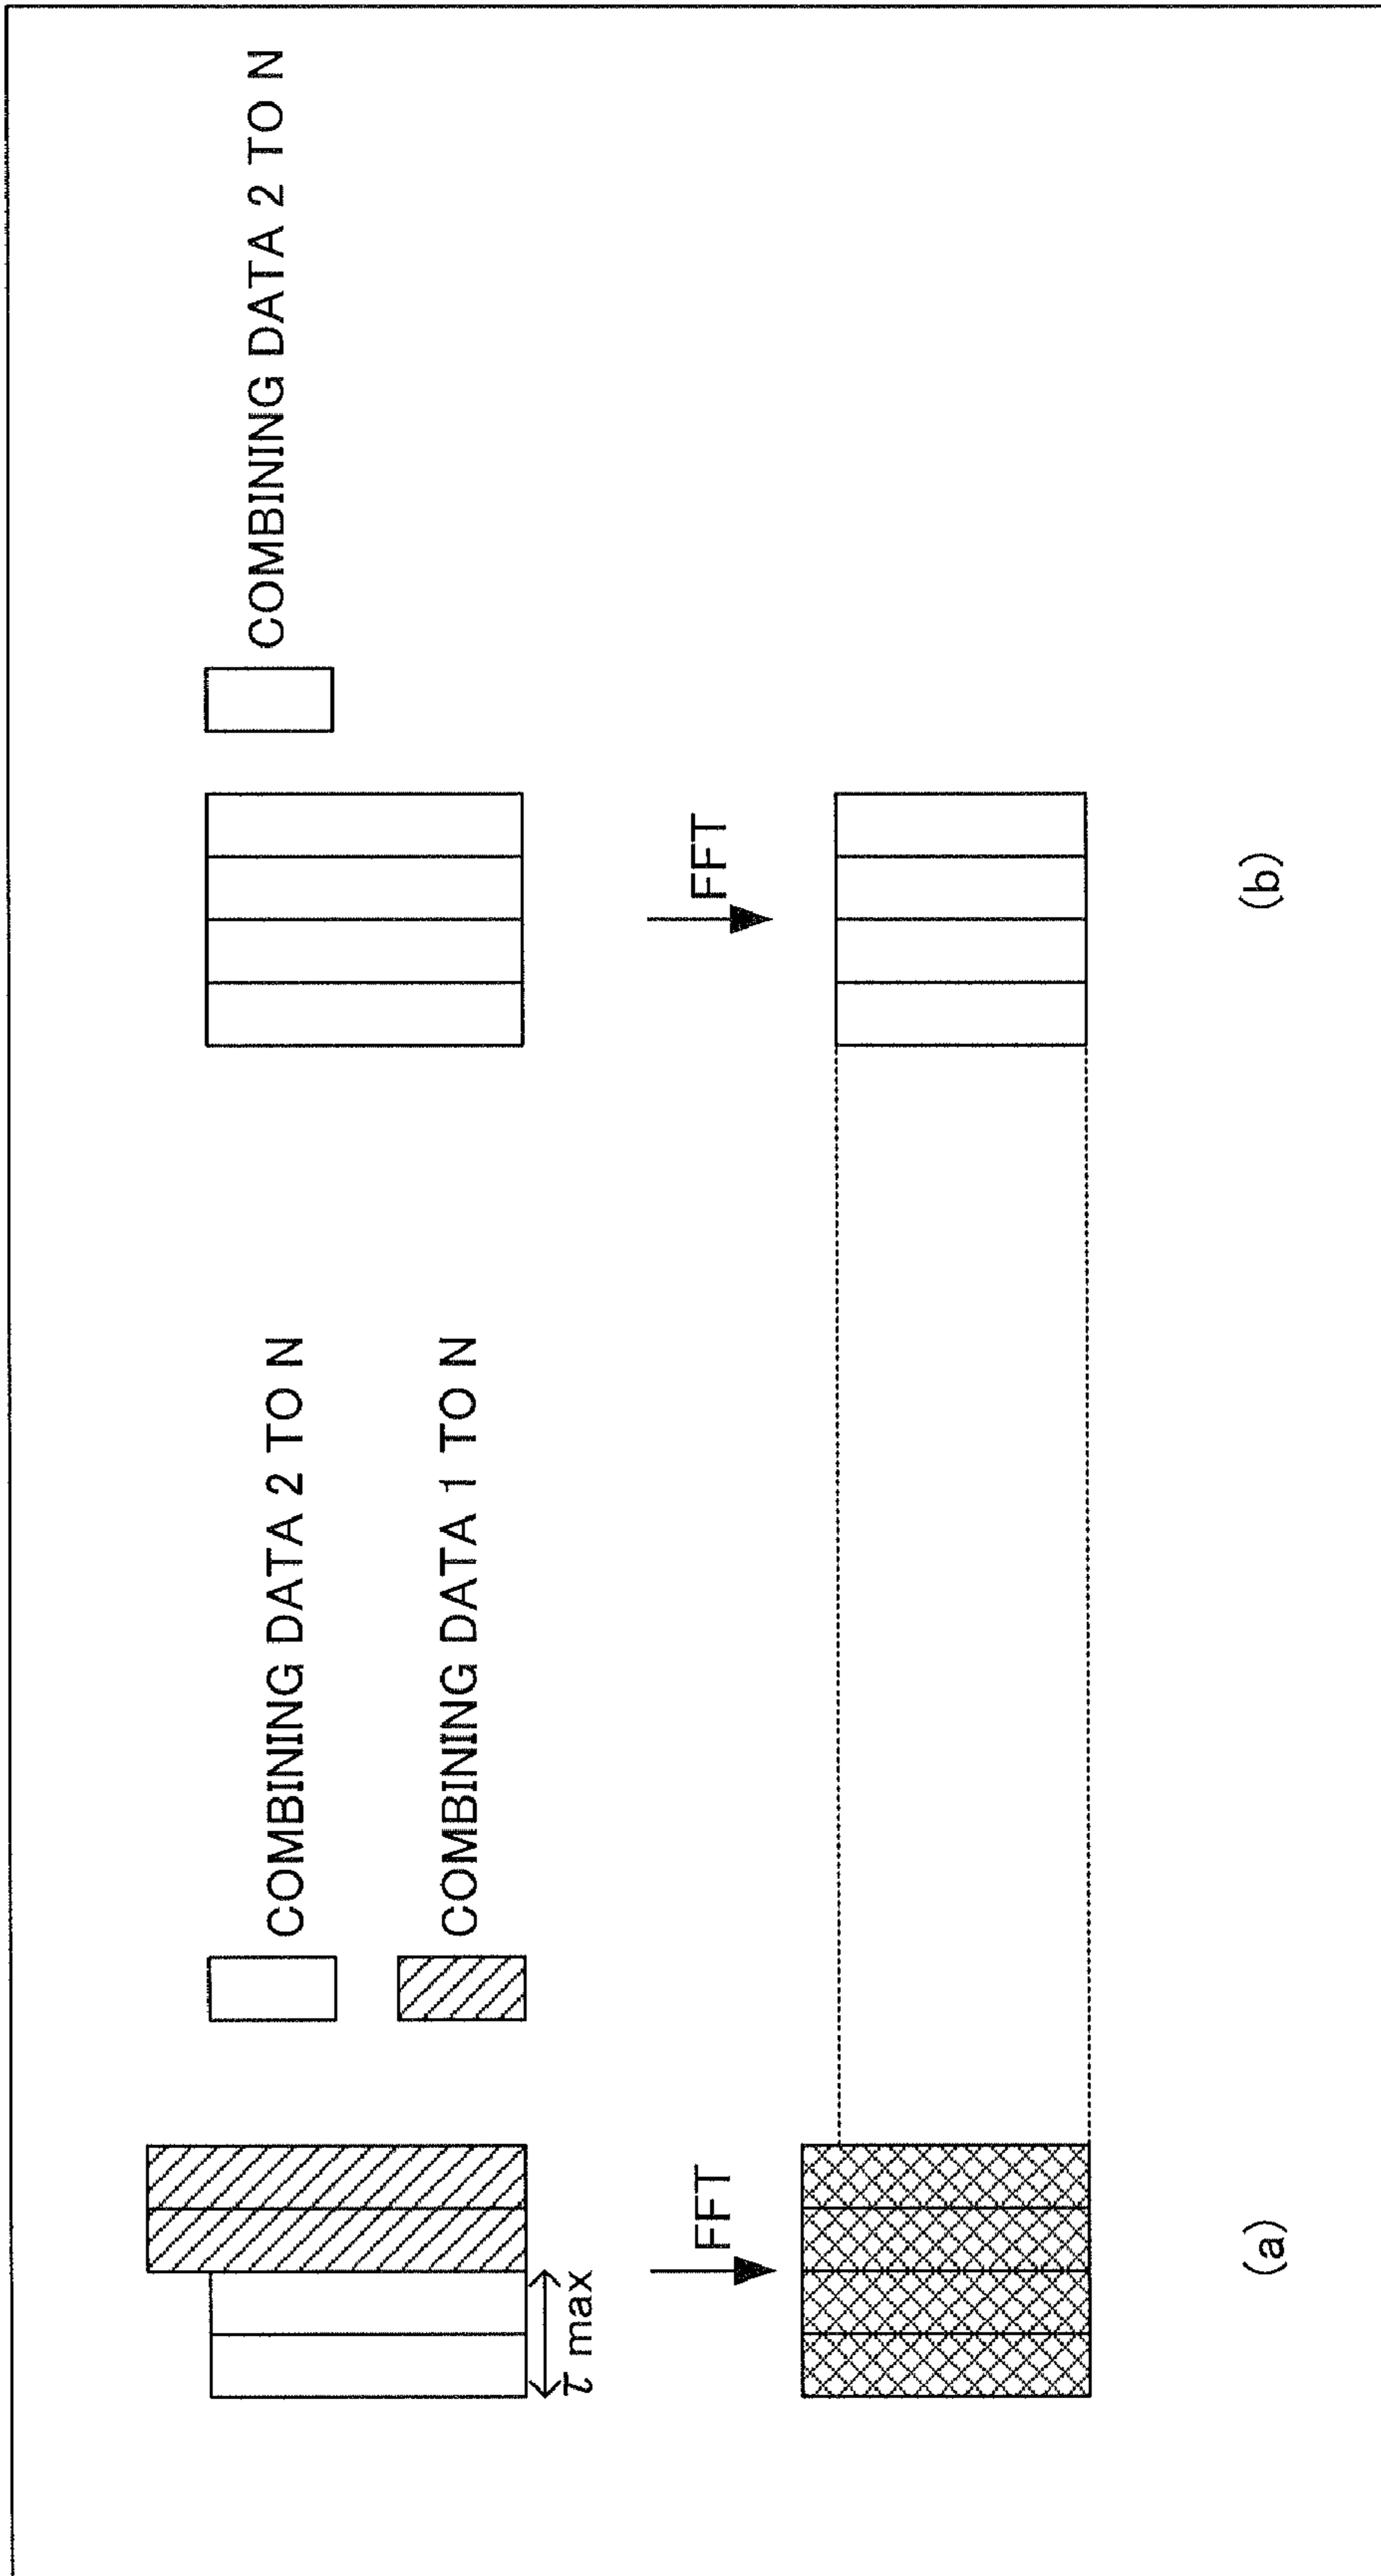 COMBINING DATA 2 TO N
COMBINING DATA 1 TO N
τ max
FFT
(a)
COMBINING DATA 2 TO N
FFT
(b)